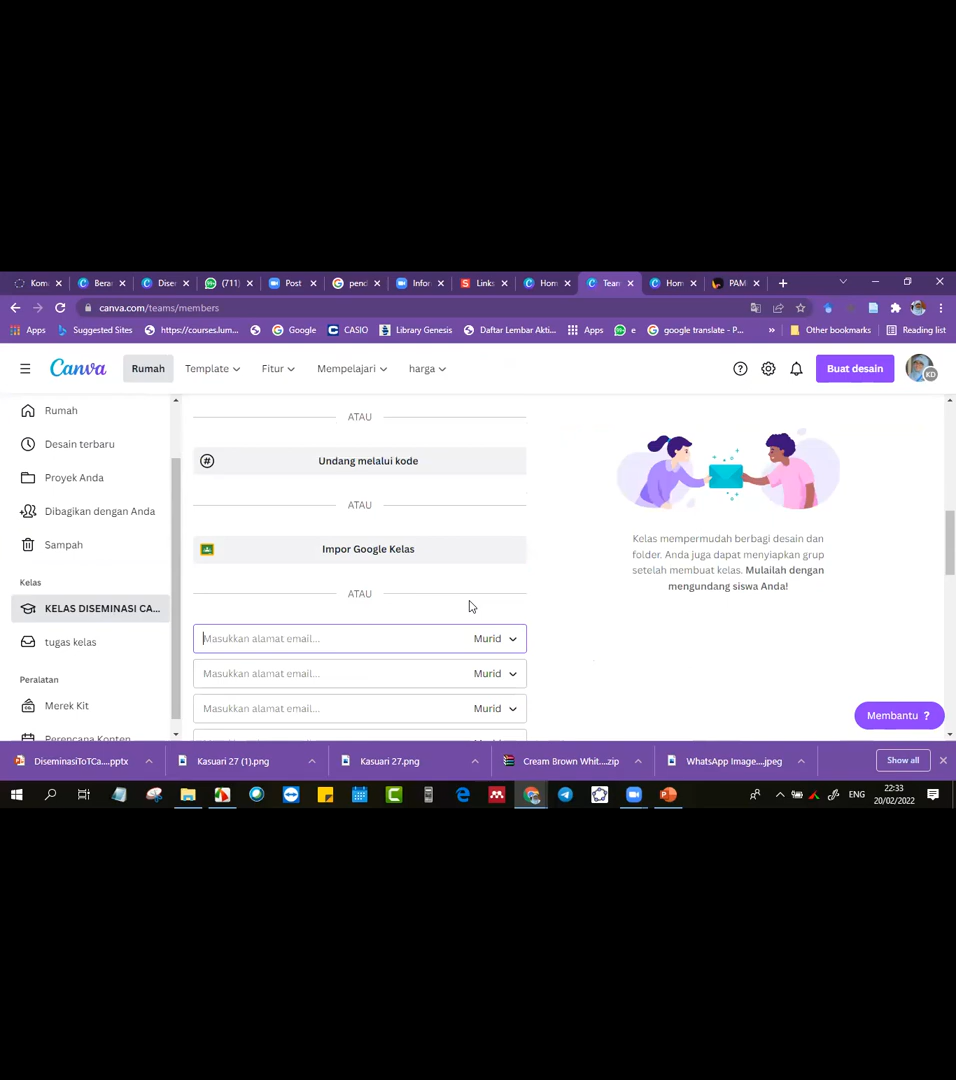 Kom
Bera
Diser
(711)
Post
pend
Infor
Links
Hom
Team
Hom
PAM
canva.com/teams/members
Apps
Suggested Sites
https://courses.lum...
Google
CASIO
Library Genesis
Daftar Lembar Akti...
Apps
e
google translate - P...
»
Other bookmarks
Reading list
Canva
Rumah
Template
Fitur
Mempelajari
harga
Buat desain
KD
Rumah
Desain terbaru
Proyek Anda
Dibagikan dengan Anda
Sampah
Kelas
KELAS DISEMINASI CA...
tugas kelas
Peralatan
Merek Kit
Perencana Konten
ATAU
Undang melalui kode
ATAU
Impor Google Kelas
ATAU
Masukkan alamat email... Murid
Masukkan alamat email... Murid
Masukkan alamat email... Murid
Kelas mempermudah berbagi desain dan
folder. Anda juga dapat menyiapkan grup
setelah membuat kelas. Mulailah dengan
mengundang siswa Anda!
Membantu ?
DiseminasiToTCa....pptx
Kasuari 27 (1).png
Kasuari 27.png
Cream Brown Whit....zip
WhatsApp Image....jpeg
Show all
ENG
22:33
20/02/2022